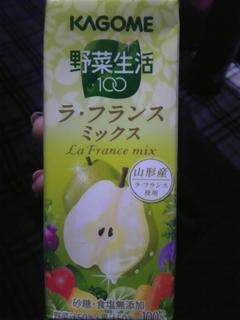 KAGOME
野菜生活
100
ラ・フランス
ミックス
La France mix
山形産
ラ・フランス
使用
砂糖・食塩無添加
100%